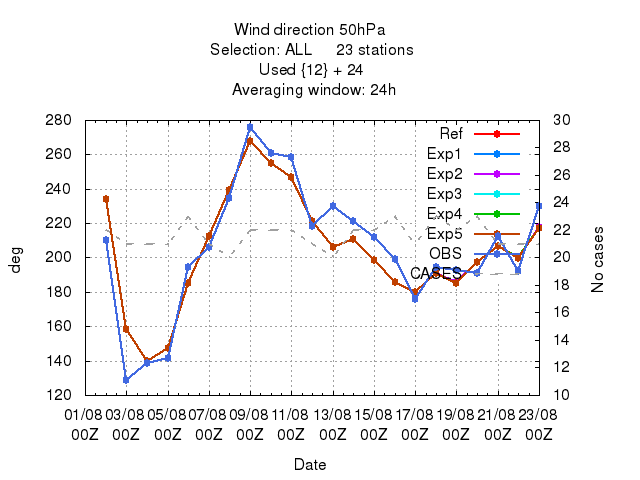 Wind direction 50hPa
Selection: ALL 23 stations
Used {12} + 24
Averaging window: 24h
280 30
260 28
240 26
220 24
200 22
180 20
160 18
140 16
120 14
12
10
deg
No cases
Ref
Exp1
Exp2
Exp3
Exp4
Exp5
OBS
CASES
01/08 03/08 05/08 07/08 09/08 11/08 13/08 15/08 17/08 19/08 21/08 23/08
00Z 00Z 00Z 00Z 00Z 00Z 00Z 00Z 00Z 00Z 00Z 00Z
Date